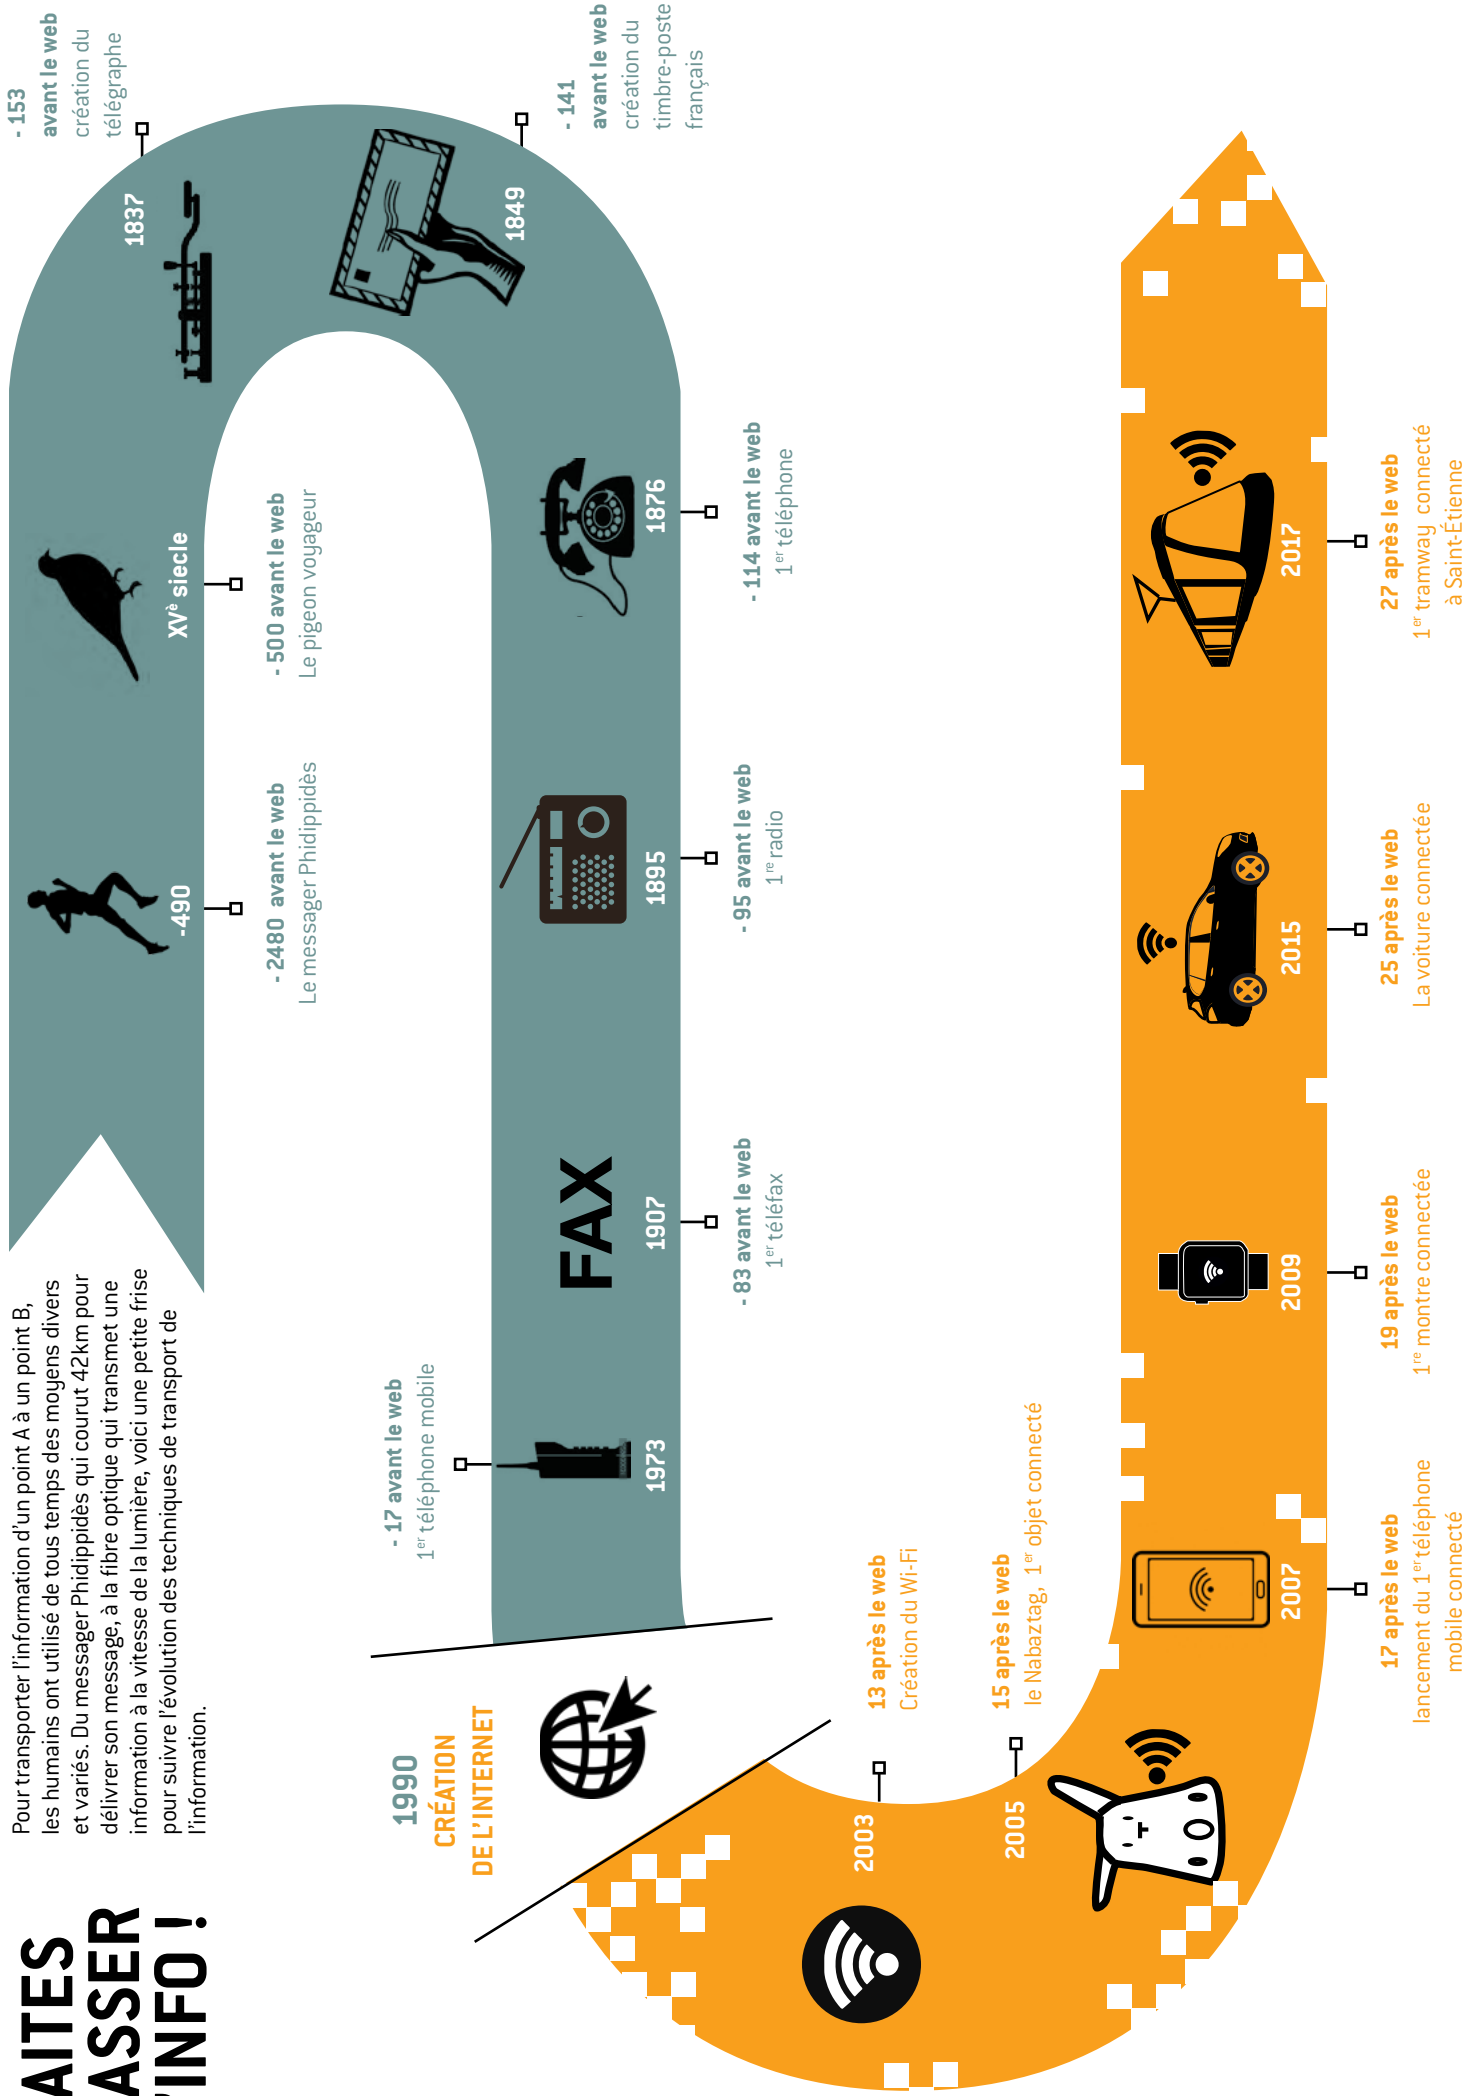 AITES
ASSER
'INFO !
Pour transporter l'information d'un point A à un point B,
les humains ont utilisé de tous temps des moyens divers
et variés. Du messager Phidippidès qui courut 42km pour
délivrer son message, à la fibre optique qui transmet une
information à la vitesse de la lumière, voici une petite frise
pour suivre l'évolution des techniques de transport de
l'information.
-490
- 2480 avant le web
Le messager Phidippidès
XVè siecle
- 500 avant le web
Le pigeon voyageur
1837
- 153
avant le web
création du
télégraphe
1849
- 141
avant le web
création du
timbre-poste
français
1876
- 114 avant le web
1er téléphone
1895
- 95 avant le web
1re radio
FAX
1907
- 83 avant le web
1er téléfax
1973
- 17 avant le web
1er téléphone mobile
1990
CRÉATION
DE L'INTERNET
2003
13 après le web
Création du Wi-Fi
2005
15 après le web
le Nabaztag, 1er objet connecté
2007
17 après le web
lancement du 1er téléphone
mobile connecté
2009
19 après le web
1re montre connectée
2015
25 après le web
La voiture connectée
2017
27 après le web
1er tramway connecté
à Saint-Étienne